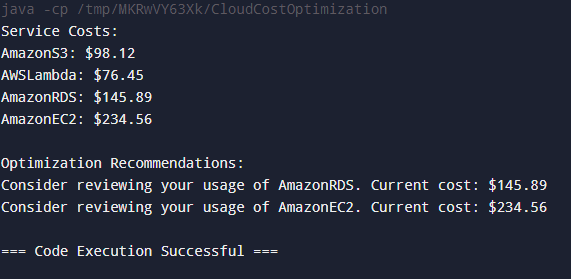 java -cp /tmp/MKRwVY63Xk/CloudCostOptimization
Service Costs:
AmazonS3: $98.12
AWSLambda: $76.45
AmazonRDS: $145.89
AmazonEC2: $234.56
Optimization Recommendations:
Consider reviewing your usage of AmazonRDS. Current cost: $145.89
Consider reviewing your usage of AmazonEC2. Current cost: $234.56
=== Code Execution Successful ===